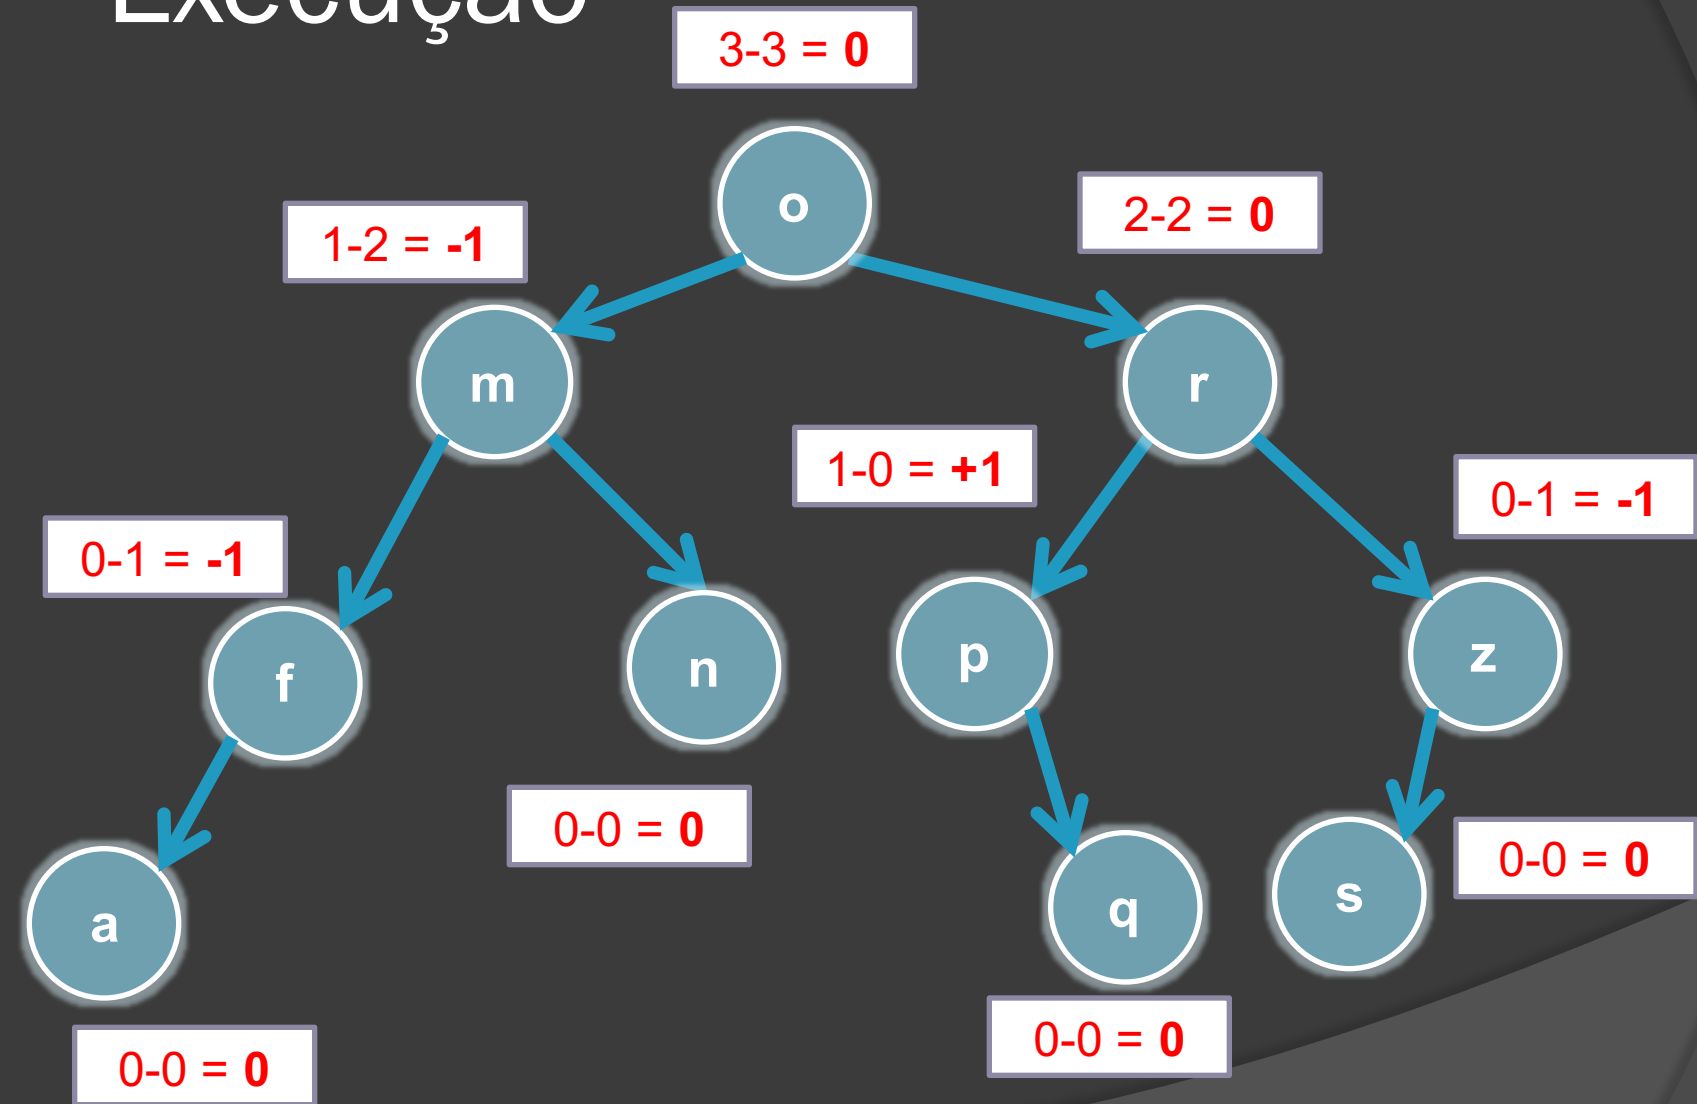 Execução
3-3 = 0
o
1-2 = -1
2-2 = 0
m
r
1-0 = +1
0-1 = -1
0-1 = -1
f
n
p
z
0-0 = 0
0-0 = 0
a
q
s
0-0 = 0
0-0 = 0